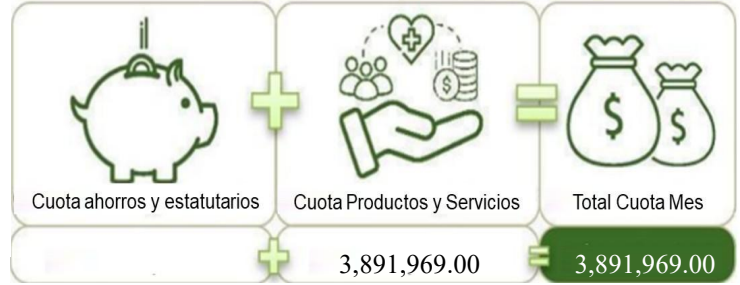 Cuota ahorros y estatutarios
Cuota Productos y Servicios
Total Cuota Mes
3,891,969.00
3,891,969.00